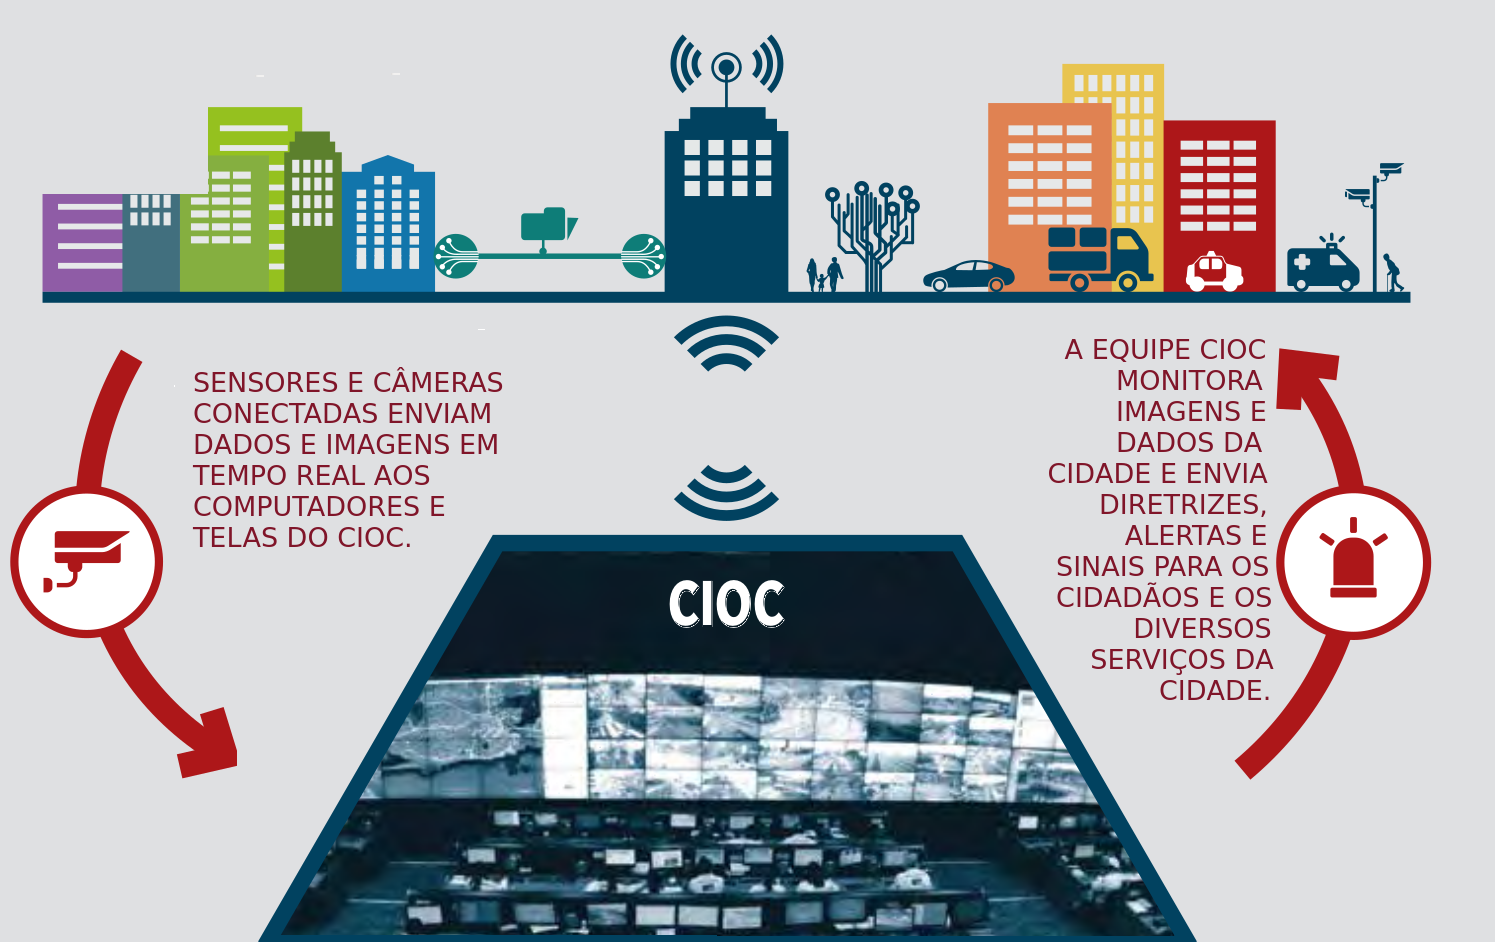 SENSORES E CÂMERAS
CONECTADAS ENVIAM
DADOS E IMAGENS EM
TEMPO REAL AOS
COMPUTADORES E
TELAS DO CIOC.
A EQUIPE CIOC
MONITORA
IMAGENS E
DADOS DA
CIDADE E ENVIA
DIRETRIZES,
ALERTAS E
SINAIS PARA OS
CIDADÃOS E OS
DIVERSOS
SERVIÇOS DA
CIDADE.
CIOC